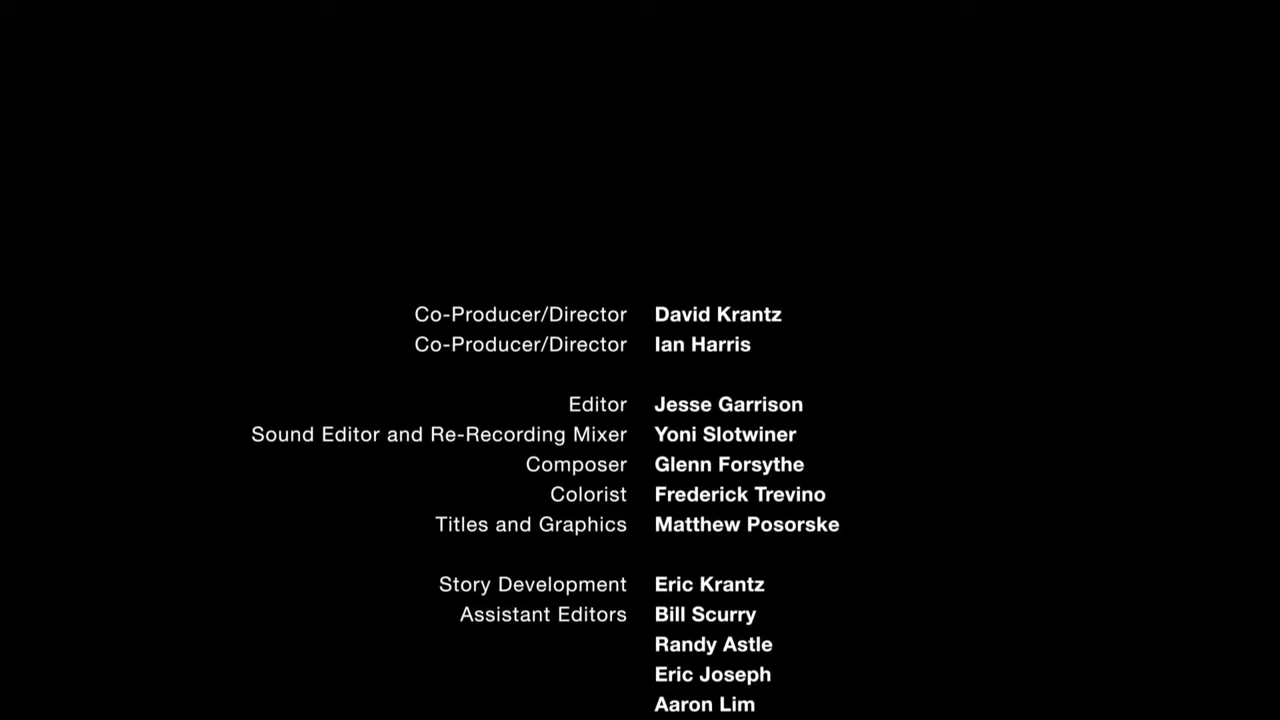 Co-Producer/Director David Krantz
Co-Producer/Director Ian Harris
Editor Jesse Garrison
Sound Editor and Re-Recording Mixer Yoni Slotwiner
Composer Glenn Forsythe
Colorist Frederick Trevino
Titles and Graphics Matthew Posorske
Story Development Eric Krantz
Assistant Editors Bill Scurry
Randy Astle
Eric Joseph
Aaron Lim